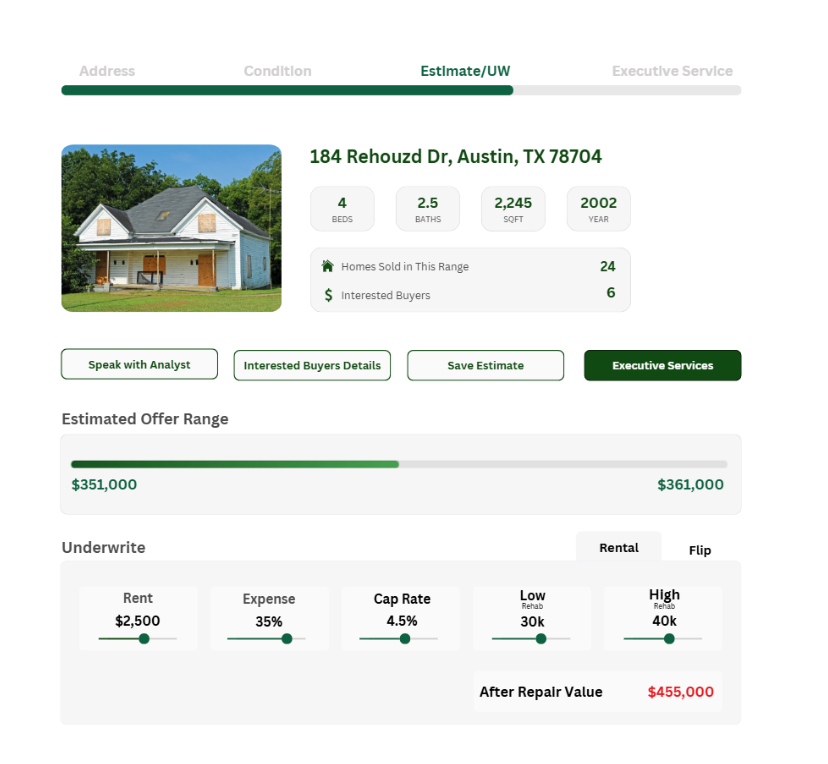 Address Condition Estimate/UW Executive Service
184 Rehouzd Dr, Austin, TX 78704
4 2.5 2,245 2002
BEDS BATHS SQFT YEAR
Homes Sold in This Range 24
Interested Buyers 6
Speak with Analyst Interested Buyers Details Save Estimate Executive Services
Estimated Offer Range
$351,000 $361,000
Underwrite Rental Flip
Rent Expense Cap Rate Low High
Rehab Rehab
$2,500 35% 4.5% 30k 40k
After Repair Value $455,000